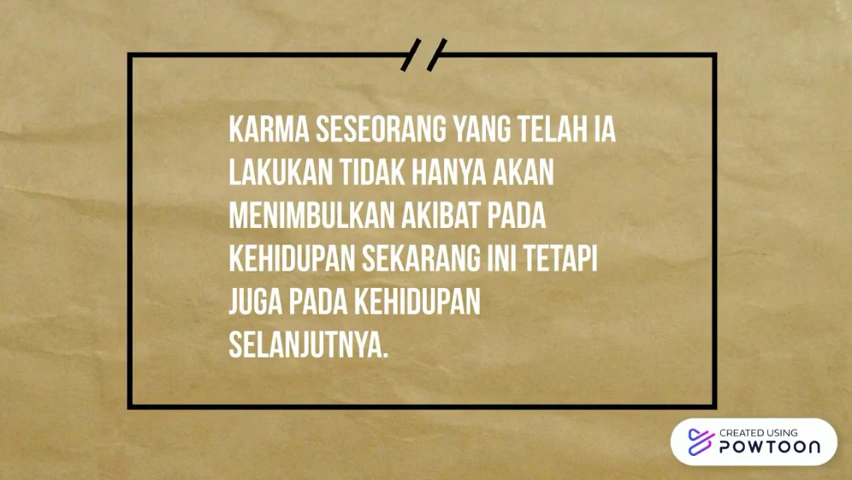 KARMA SESEORANG YANG TELAH IA
LAKUKAN TIDAK HANYA AKAN
MENIMBULKAN AKIBAT PADA
KEHIDUPAN SEKARANG INI TETAPI
JUGA PADA KEHIDUPAN
SELANJUTNYA.
CREATED USING
POWTOON